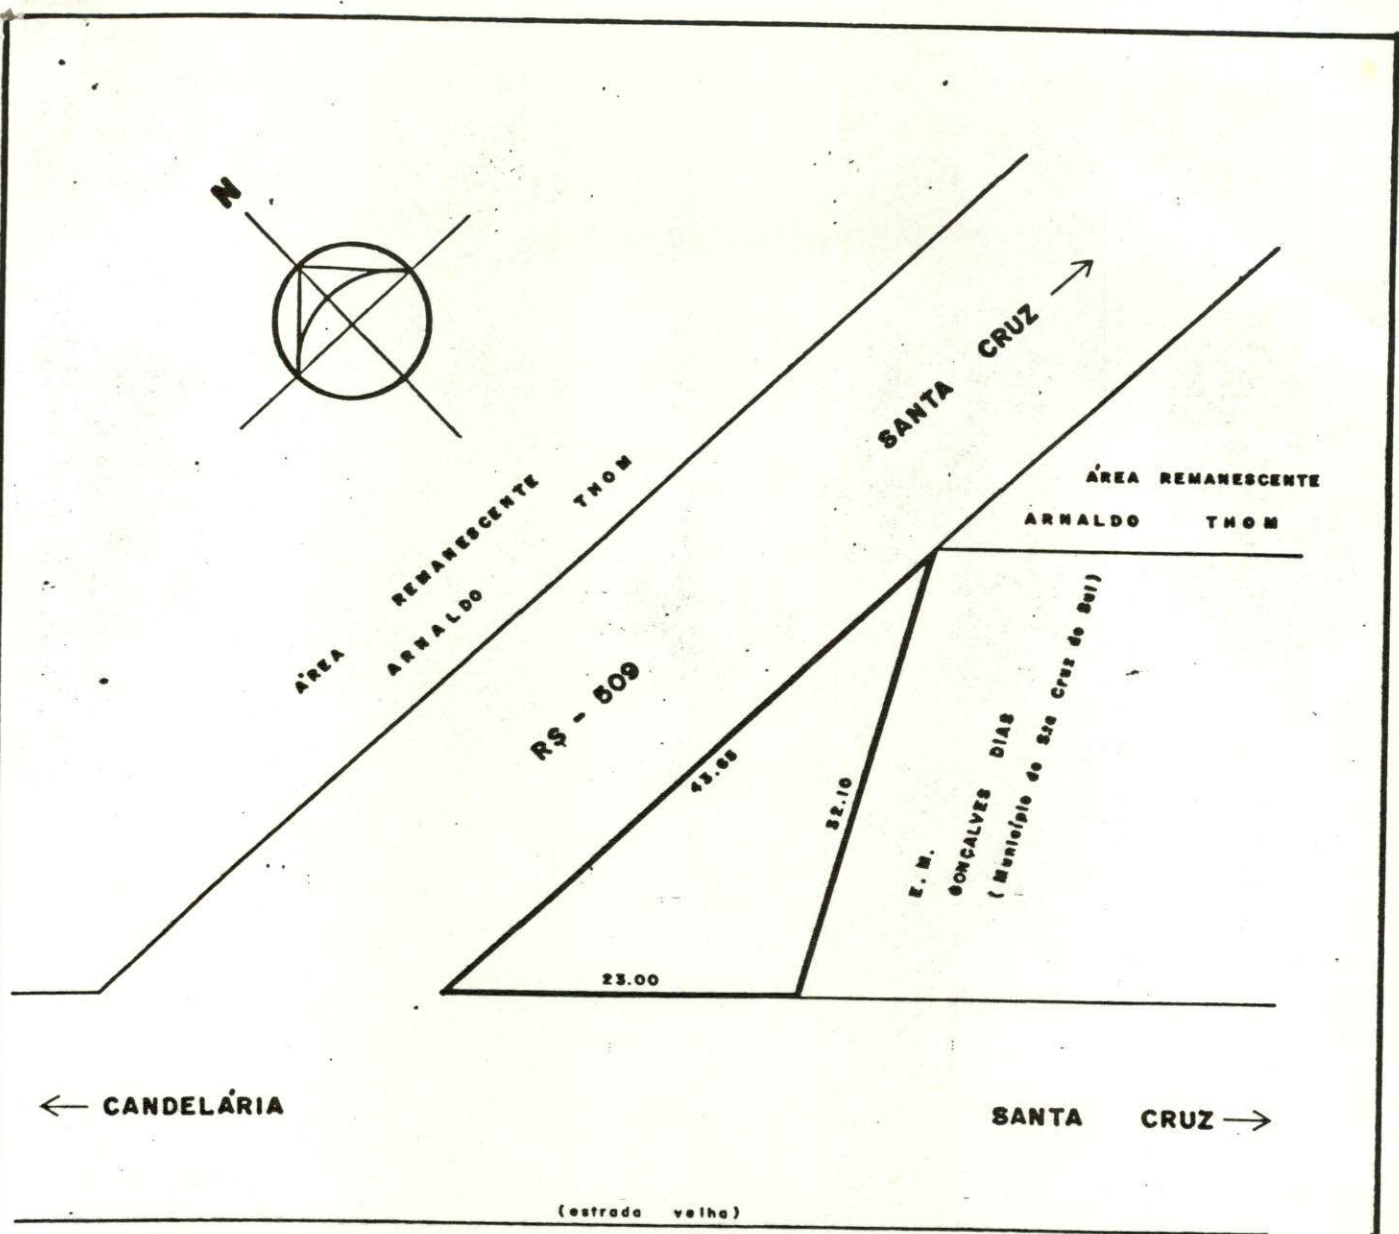 N
SANTA CRUZ →
ÁREA REMANESCENTE
ARNALDO THOM
ÁREA REMANESCENTE
ARNALDO THOM
RS - 509
43.65
32.10
23.00
E. M.
GONÇALVES DIAS
(Município de Sta Cruz do Sul)
← CANDELÁRIA
SANTA CRUZ →
(estrada velha)